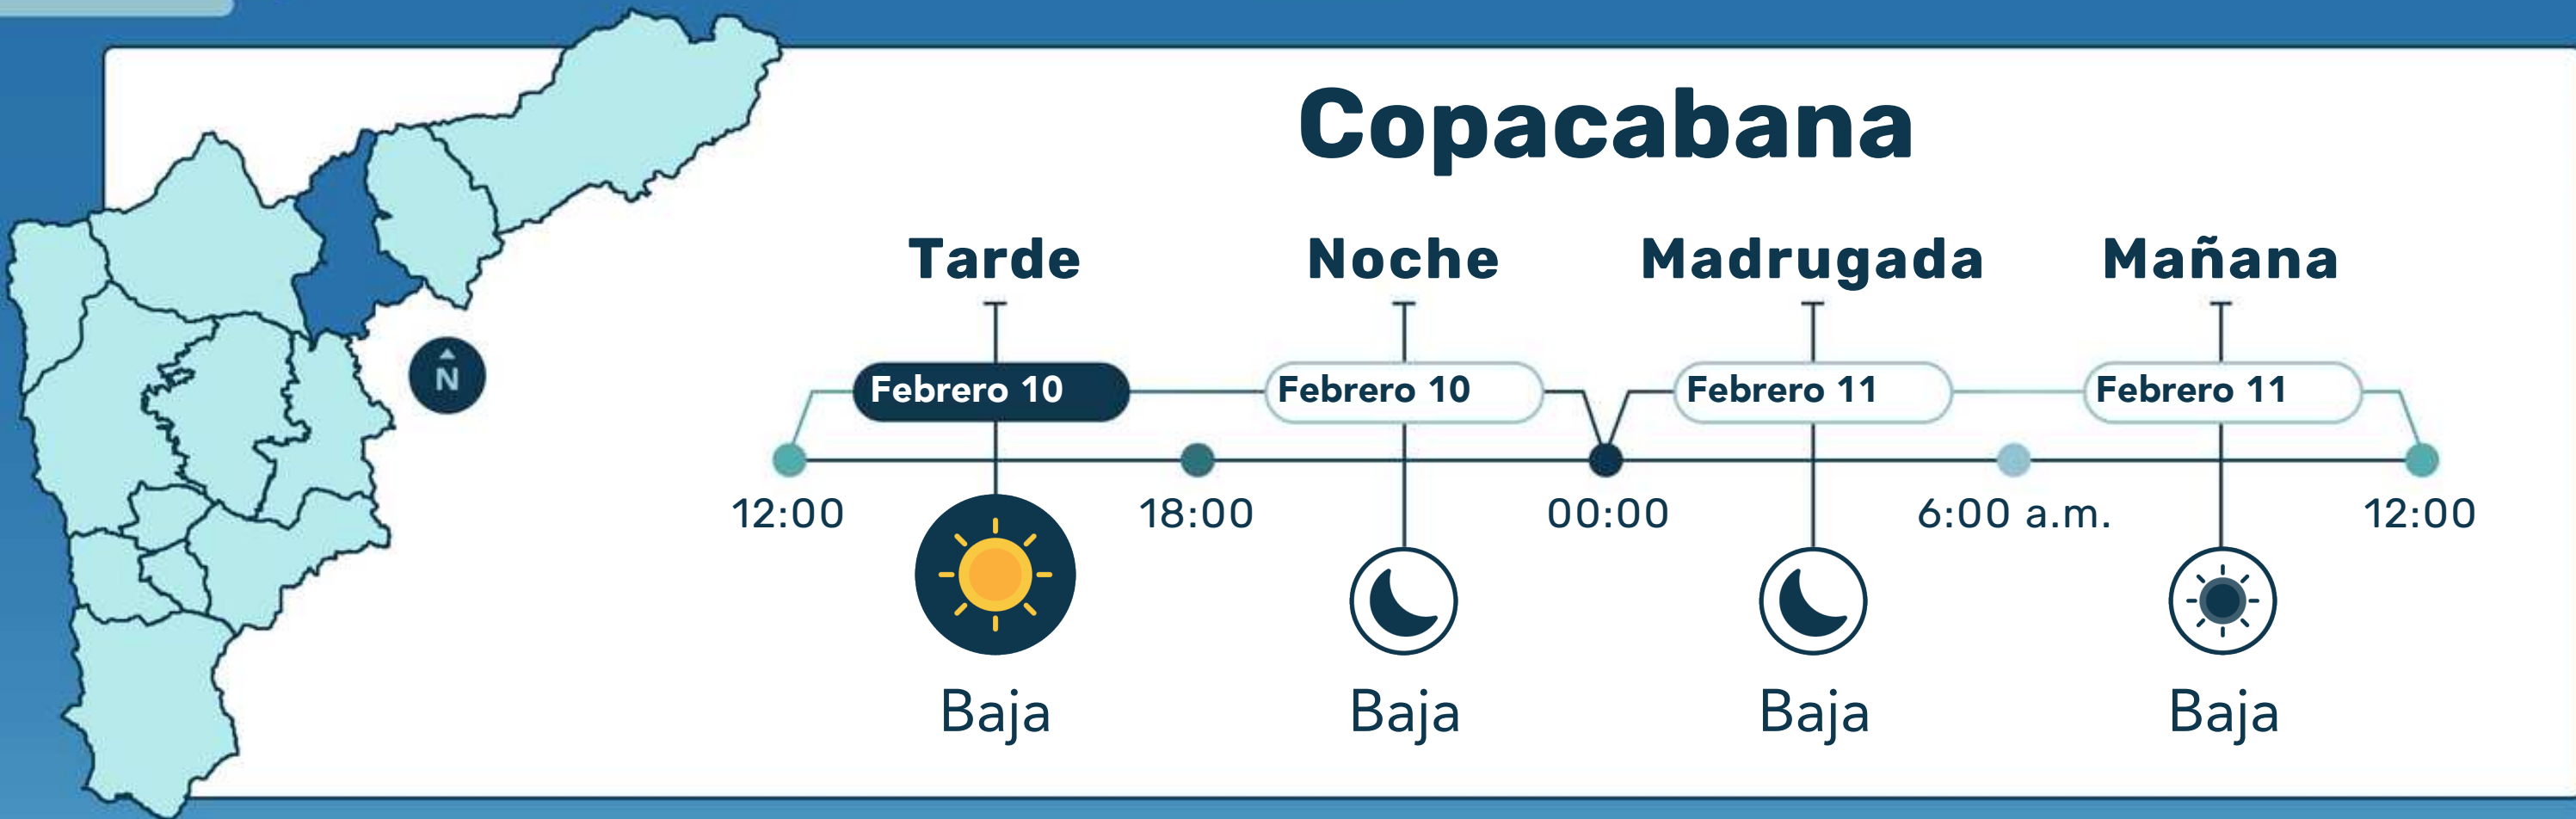 Copacabana
Tarde Noche Madrugada Mañana
Febrero 10 Febrero 10 Febrero 11 Febrero 11
N
12:00 18:00 00:00 6:00 a.m. 12:00
Baja Baja Baja Baja